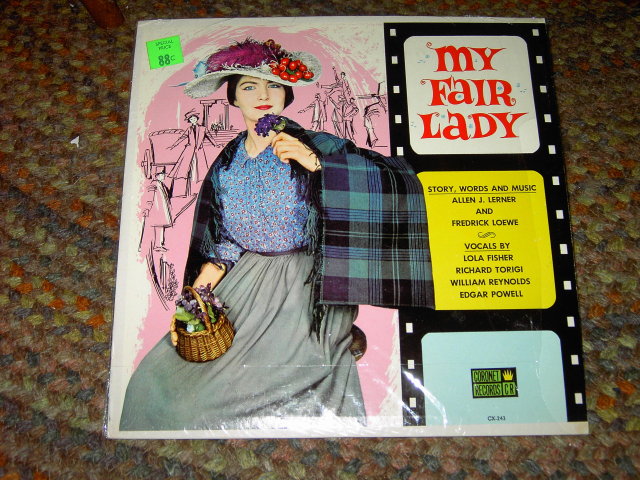 SPECIAL
PRICE
88c
MY
FAIR
LADY
STORY, WORDS AND MUSIC
ALLEN J. LERNER
AND
FREDRICK LOEWE
VOCALS BY
LOLA FISHER
RICHARD TORIGI
WILLIAM REYNOLDS
EDGAR POWELL
CORONET
RECORDS CR
CX-243